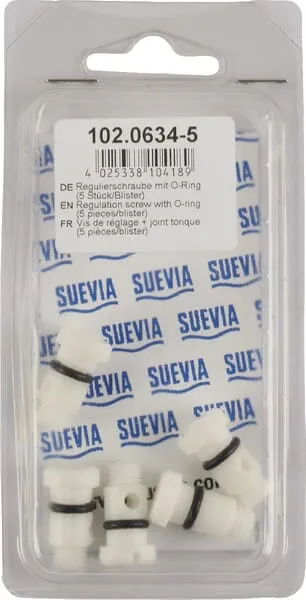 102.0634-5
4 025338 104189
DE Regulierschraube mit O-Ring
(5 Stück/Blister)
EN Regulation screw with O-ring
(5 pieces/blister)
FR Vis de réglage + joint torique
(5 pièces/blister)
SUEVIA SUEVIA
SUEVIA
SUEVIA SUEVIA
SUEVIA SUEVIA
SUEVIA SUEVIA
SUEVIA